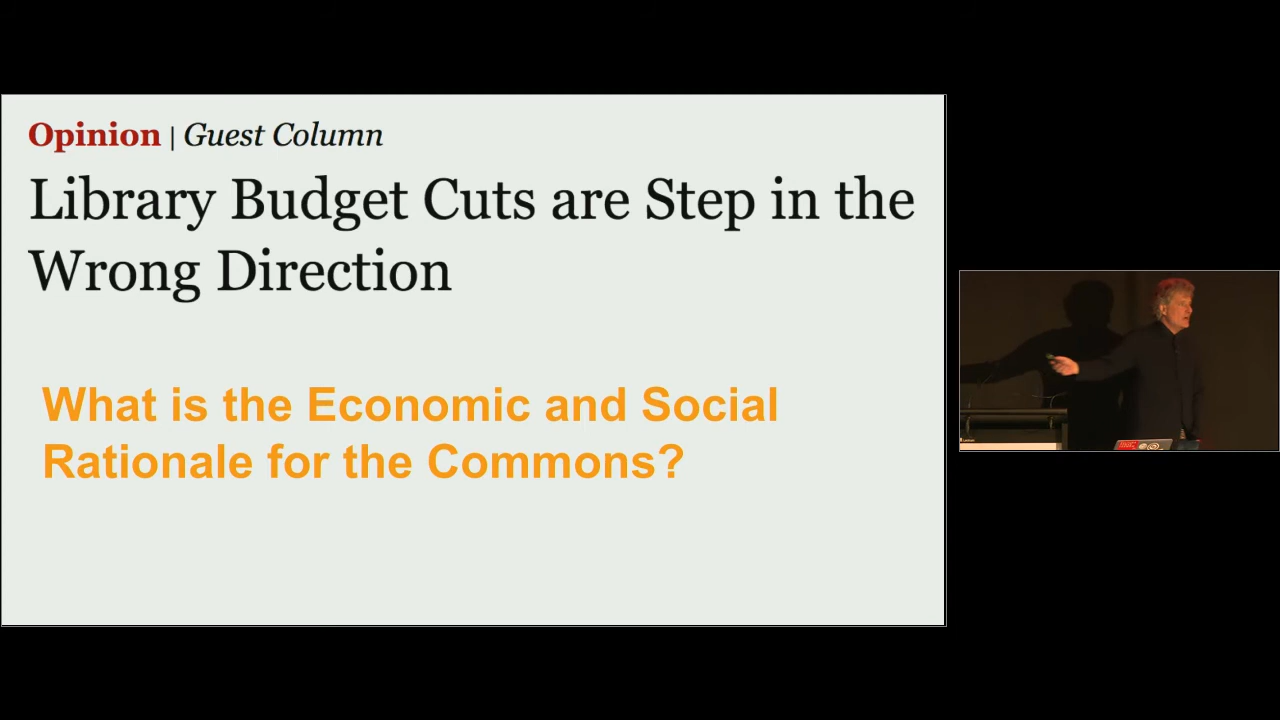 Opinion | Guest Column
Library Budget Cuts are Step in the
Wrong Direction
What is the Economic and Social
Rationale for the Commons?